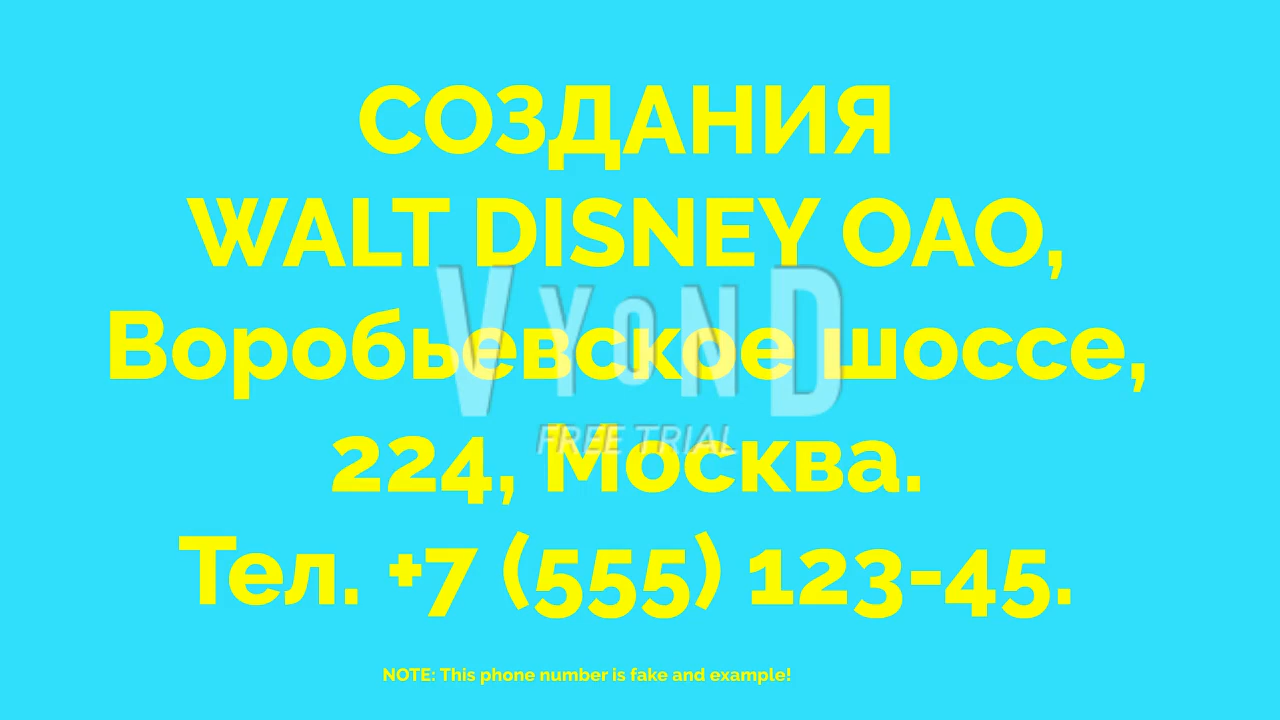 СОЗДАНИЯ
WALT DISNEY ОАО,
Воробьевское шоссе,
VYOND
FREE TRIAL
224, Москва.
Тел. +7 (555) 123-45.
NOTE: This phone number is fake and example!